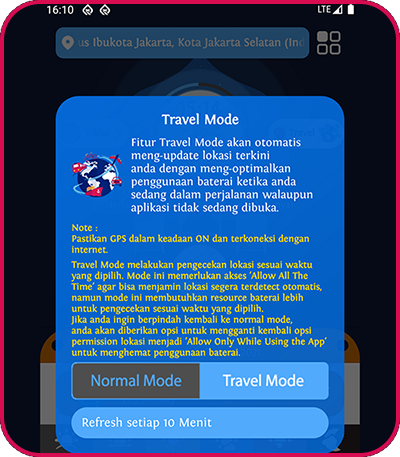 16:10
LTE
us Ibukota Jakarta, Kota Jakarta Selatan (Ind
Travel Mode
Fitur Travel Mode akan otomatis
meng-update lokasi terkini
anda dengan meng-optimalkan
penggunaan baterai ketika anda
sedang dalam perjalanan walaupun
aplikasi tidak sedang dibuka.
Note :
Pastikan GPS dalam keadaan ON dan terkoneksi dengan
internet.
Travel Mode melakukan pengecekan lokasi sesuai waktu
yang dipilih. Mode ini memerlukan akses 'Allow All The
Time' agar bisa menjamin lokasi segera terdetect otomatis,
namun mode ini membutuhkan resource baterai lebih
untuk pengecekan sesuai waktu yang dipilih.
Jika anda ingin berpindah kembali ke normal mode,
anda akan diberikan opsi untuk mengganti kembali opsi
permission lokasi menjadi 'Allow Only While Using the App'
untuk menghemat penggunaan baterai.
Normal Mode
Travel Mode
Refresh setiap 10 Menit